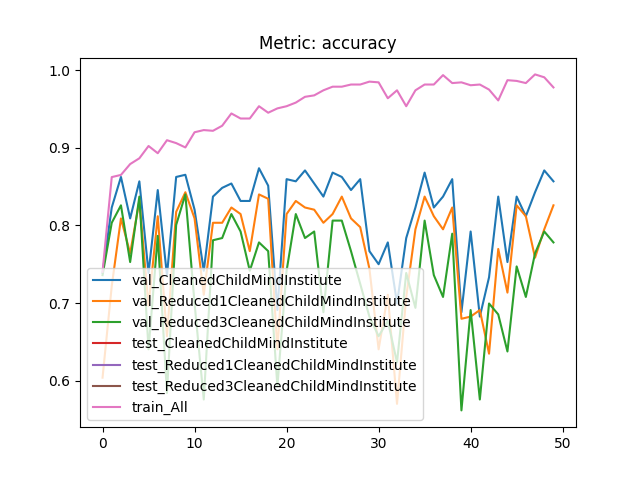 Metric: accuracy
1.0
0.9
0.8
0.7
0.6
val_CleanedChildMindInstitute
val_Reduced1CleanedChildMindInstitute
val_Reduced3CleanedChildMindInstitute
test_CleanedChildMindInstitute
test_Reduced1CleanedChildMindInstitute
test_Reduced3CleanedChildMindInstitute
train_All
0 10 20 30 40 50